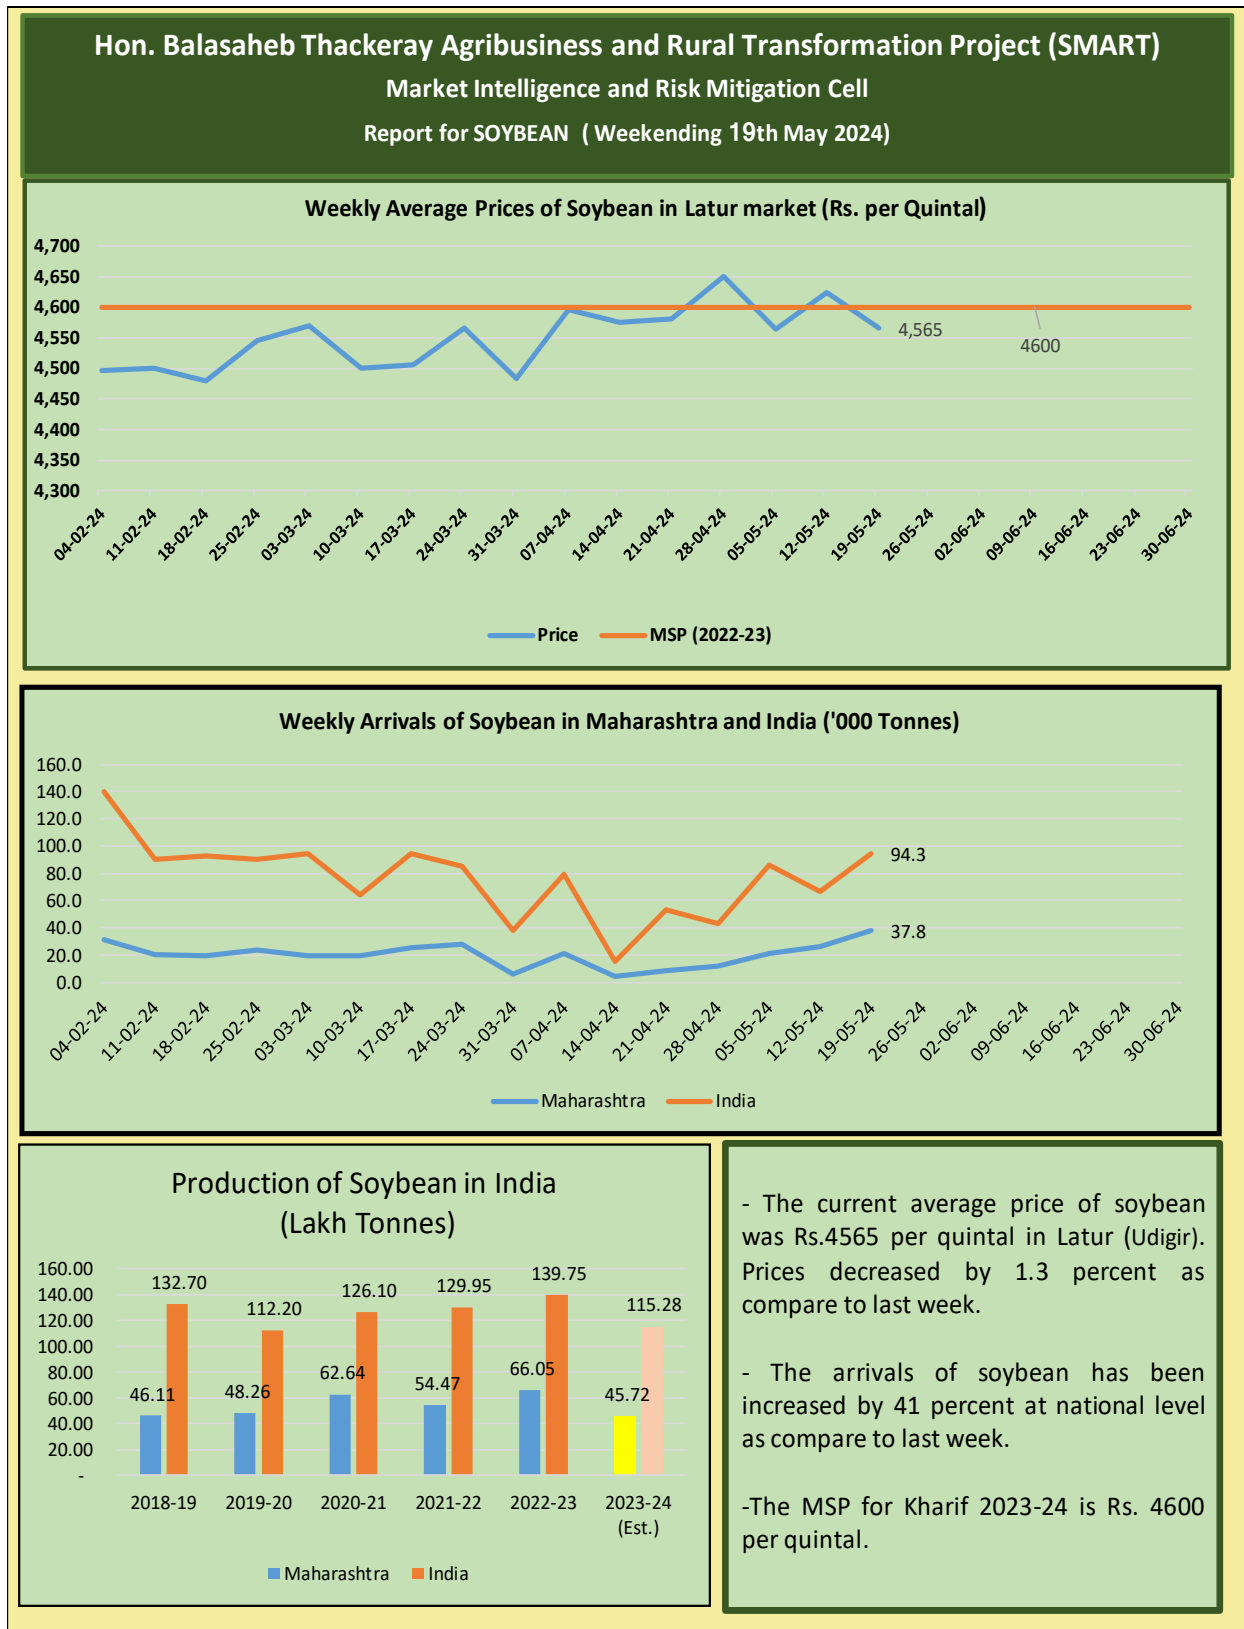 Hon. Balasaheb Thackeray Agribusiness and Rural Transformation Project (SMART)
Market Intelligence and Risk Mitigation Cell
Report for SOYBEAN ( Weekending 19th May 2024)
Weekly Average Prices of Soybean in Latur market (Rs. per Quintal)
4,700
4,650
4,600
4,550
4,500
4,450
4,400
4,350
4,300
4,565
4600
04-02-24 11-02-24 18-02-24 25-02-24 03-03-24 10-03-24 17-03-24 24-03-24 31-03-24 07-04-24 14-04-24 21-04-24 28-04-24 05-05-24 12-05-24 19-05-24 26-05-24 02-06-24 09-06-24 16-06-24 23-06-24 30-06-24
Price MSP (2022-23)
Weekly Arrivals of Soybean in Maharashtra and India ('000 Tonnes)
160.0
140.0
120.0
100.0
80.0
60.0
40.0
20.0
0.0
94.3
37.8
04-02-24 11-02-24 18-02-24 25-02-24 03-03-24 10-03-24 17-03-24 24-03-24 31-03-24 07-04-24 14-04-24 21-04-24 28-04-24 05-05-24 12-05-24 19-05-24 26-05-24 02-06-24 09-06-24 16-06-24 23-06-24 30-06-24
Maharashtra India
Production of Soybean in India
(Lakh Tonnes)
160.00
140.00
120.00
100.00
80.00
60.00
40.00
20.00
-
46.11 132.70 48.26 112.20 62.64 126.10 54.47 129.95 66.05 139.75 45.72 115.28
2018-19 2019-20 2020-21 2021-22 2022-23 2023-24
(Est.)
Maharashtra India
- The current average price of soybean
was Rs.4565 per quintal in Latur (Udigir).
Prices decreased by 1.3 percent as
compare to last week.
- The arrivals of soybean has been
increased by 41 percent at national level
as compare to last week.
-The MSP for Kharif 2023-24 is Rs. 4600
per quintal.